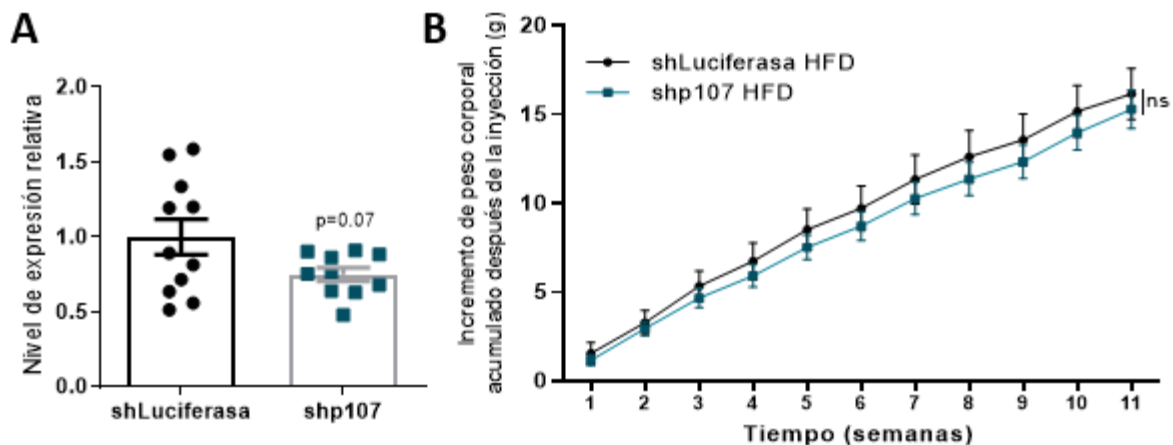 A
Nivel de expresión relativa
2.0
1.5
1.0
0.5
0.0
p=0.07
shLuciferasa
shp107
B
Incremento de peso corporal
acumulado después de la inyección (g)
20
15
10
5
0
shLuciferasa HFD
shp107 HFD
ns
1 2 3 4 5 6 7 8 9 10 11
Tiempo (semanas)